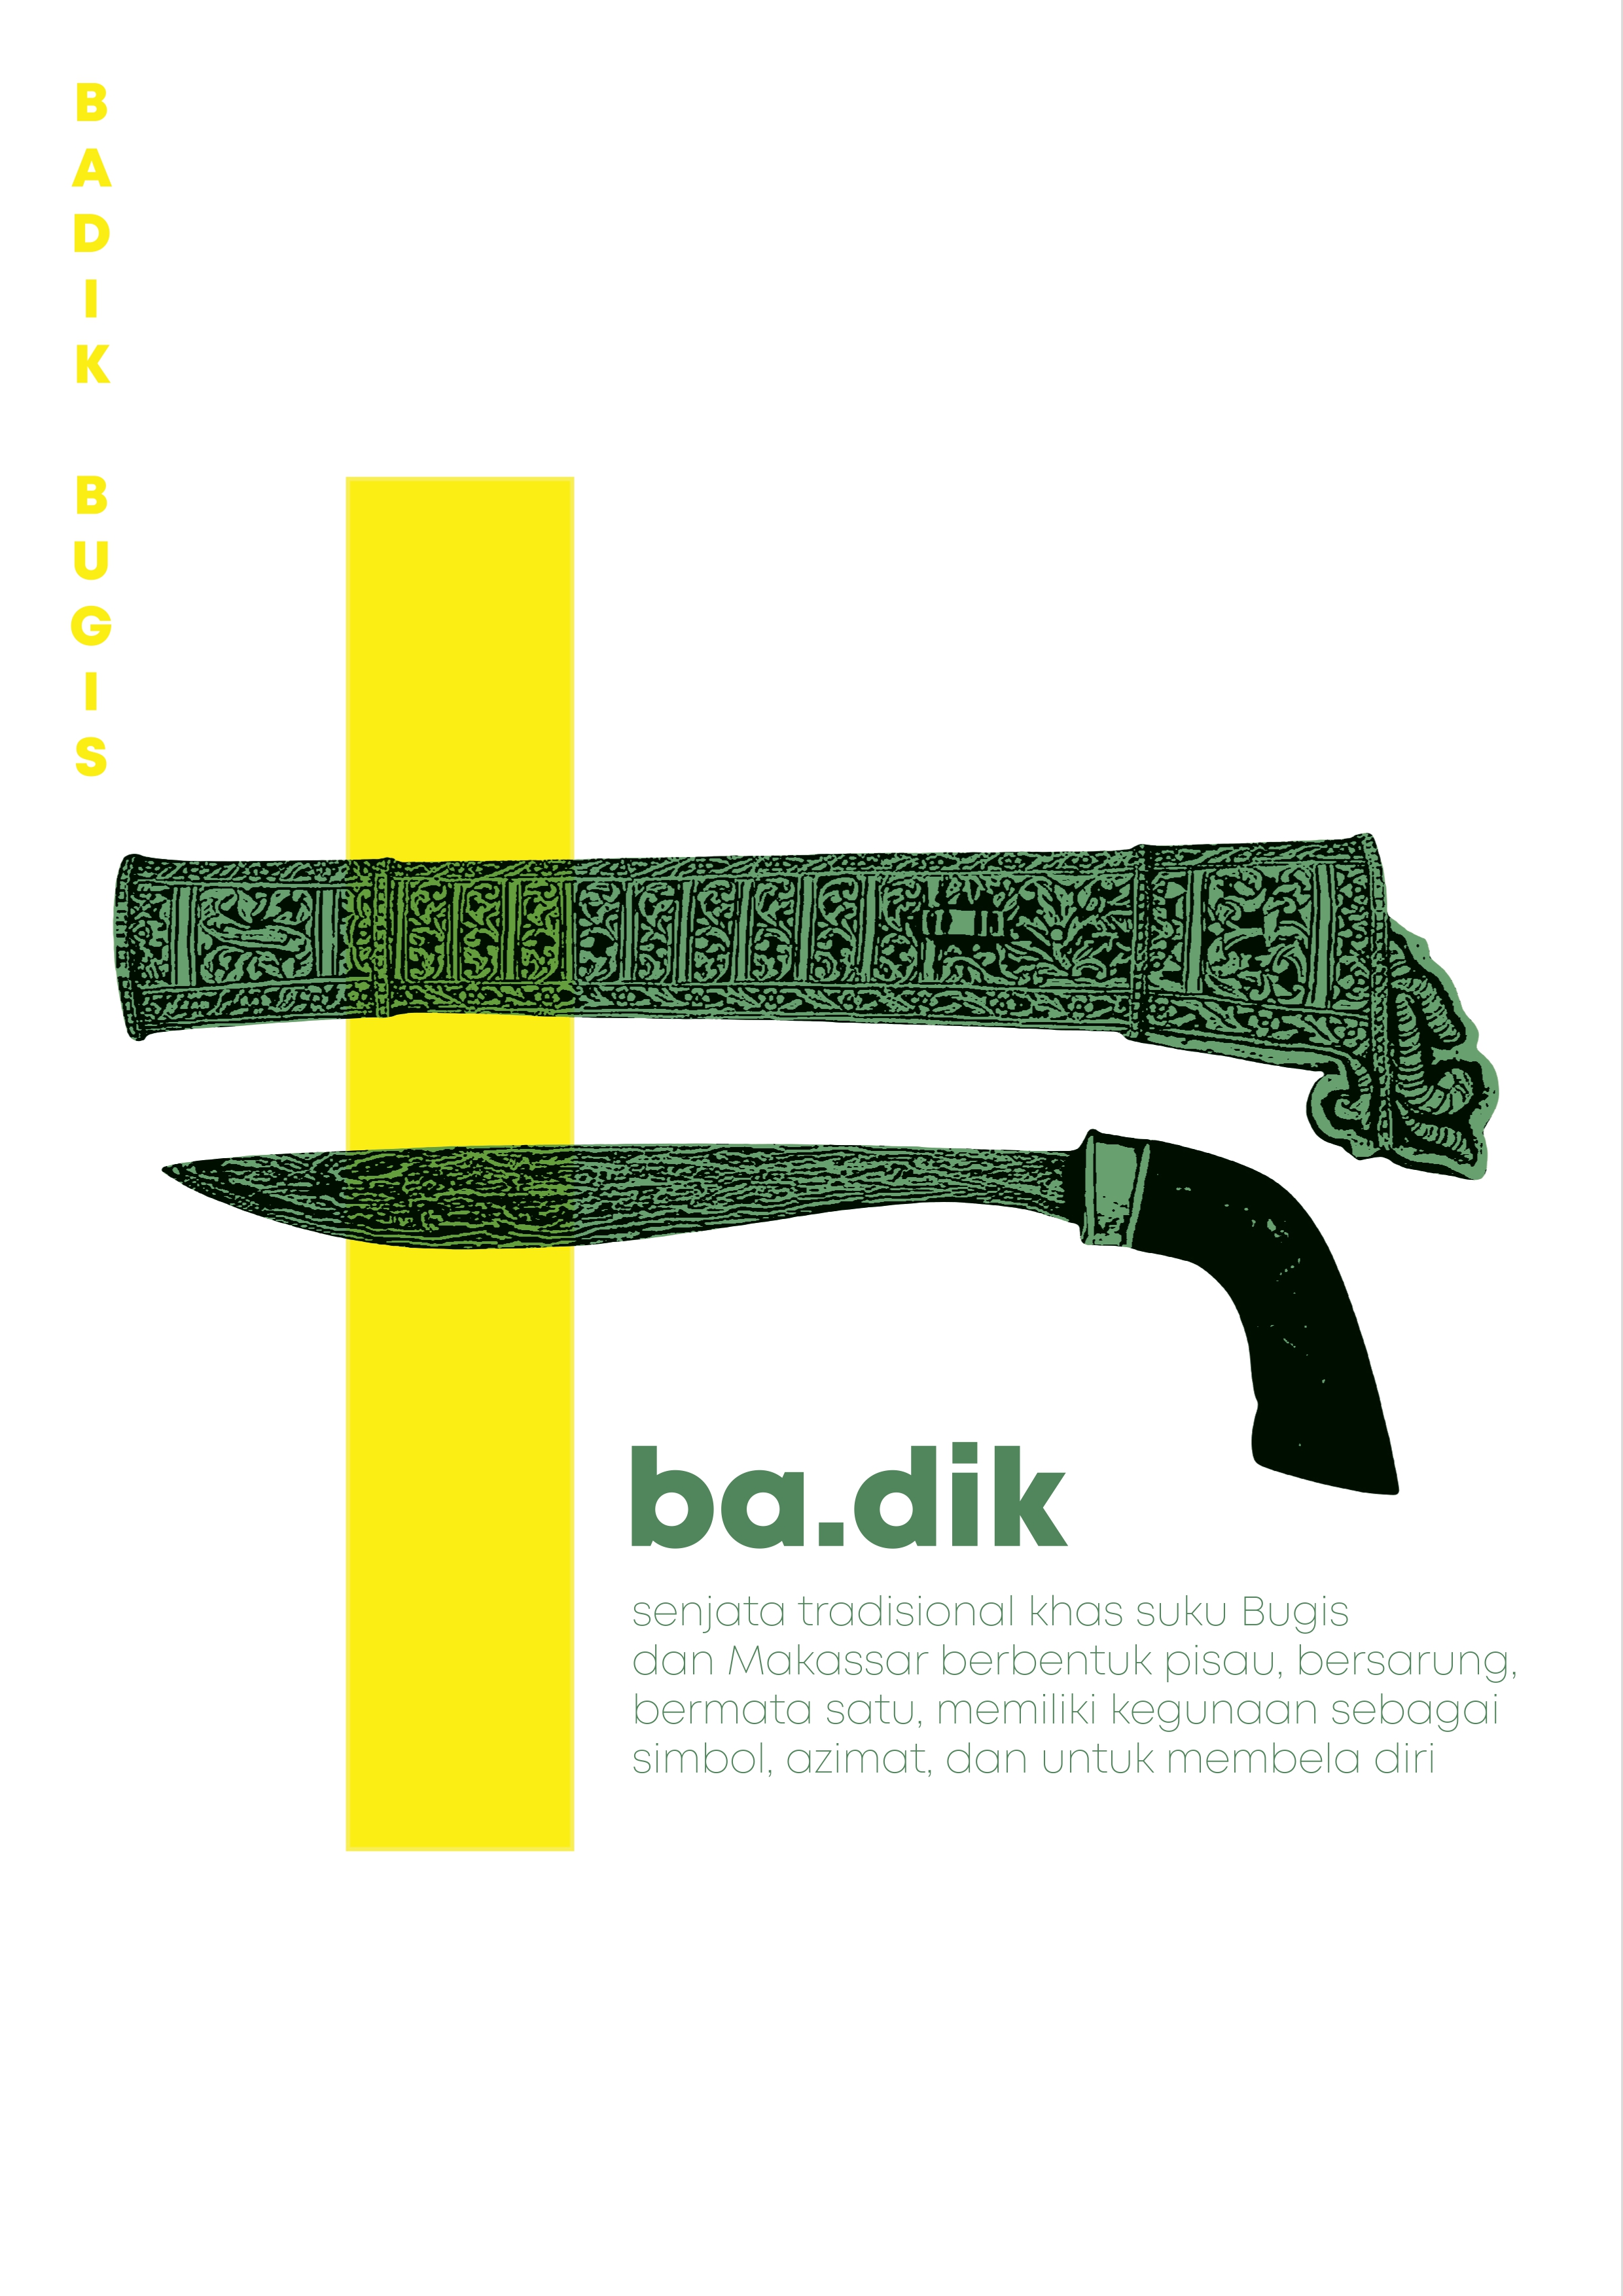 BADIK BUGIS
ba.dik
senjata tradisional khas suku Bugis
dan Makassar berbentuk pisau, bersarung,
bermata satu, memiliki kegunaan sebagai
simbol, azimat, dan untuk membela diri